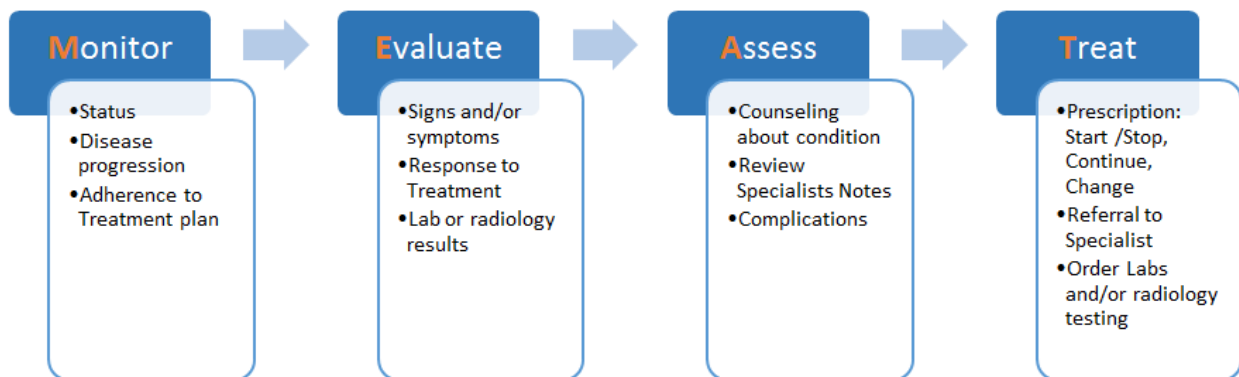 Monitor
•Status
•Disease
progression
•Adherence to
Treatment plan
Evaluate
•Signs and/or
symptoms
•Response to
Treatment
•Lab or radiology
results
Assess
•Counseling
about condition
•Review
Specialists Notes
•Complications
Treat
•Prescription:
Start /Stop,
Continue,
Change
•Referral to
Specialist
•Order Labs
and/or radiology
testing